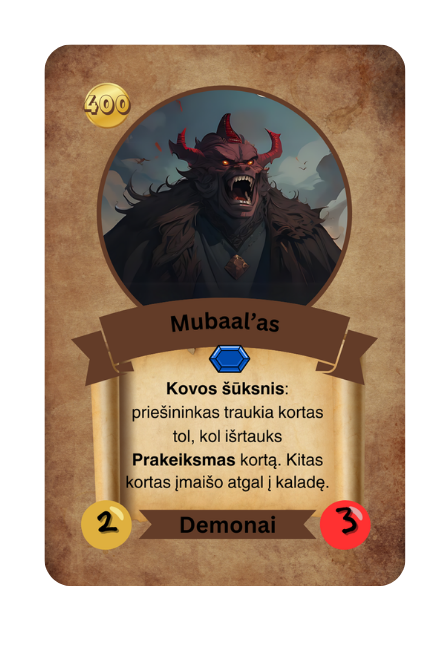 400
Mubaal’as
Kovos šūksnis:
priešininkas traukia kortas
tol, kol išrtauks
Prakeiksmas kortą. Kitas
kortas įmaišo atgal į kaladę.
2
Demonai
3